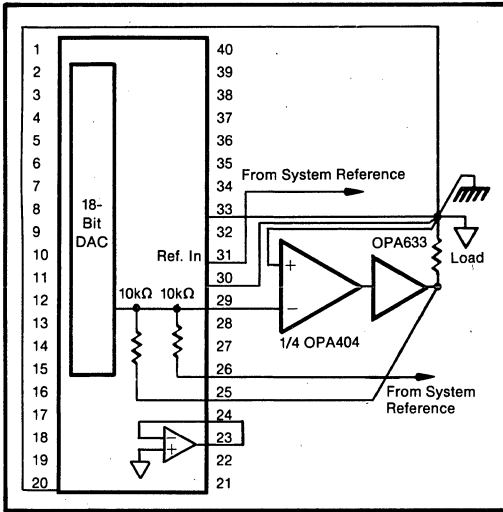 1 40
2 39
3 38
4 37
5 36
6 35
From System Reference
7 34
8 18- 33
9 Bit 32 OPA633
DAC
10 Ref. In 31 + Load
11 30
12 10kΩ 10kΩ 29 −
13 28
14 27 1/4 OPA404
15 26
16 25 From System
Reference
17 24
18 − 23
19 + 22
20 21